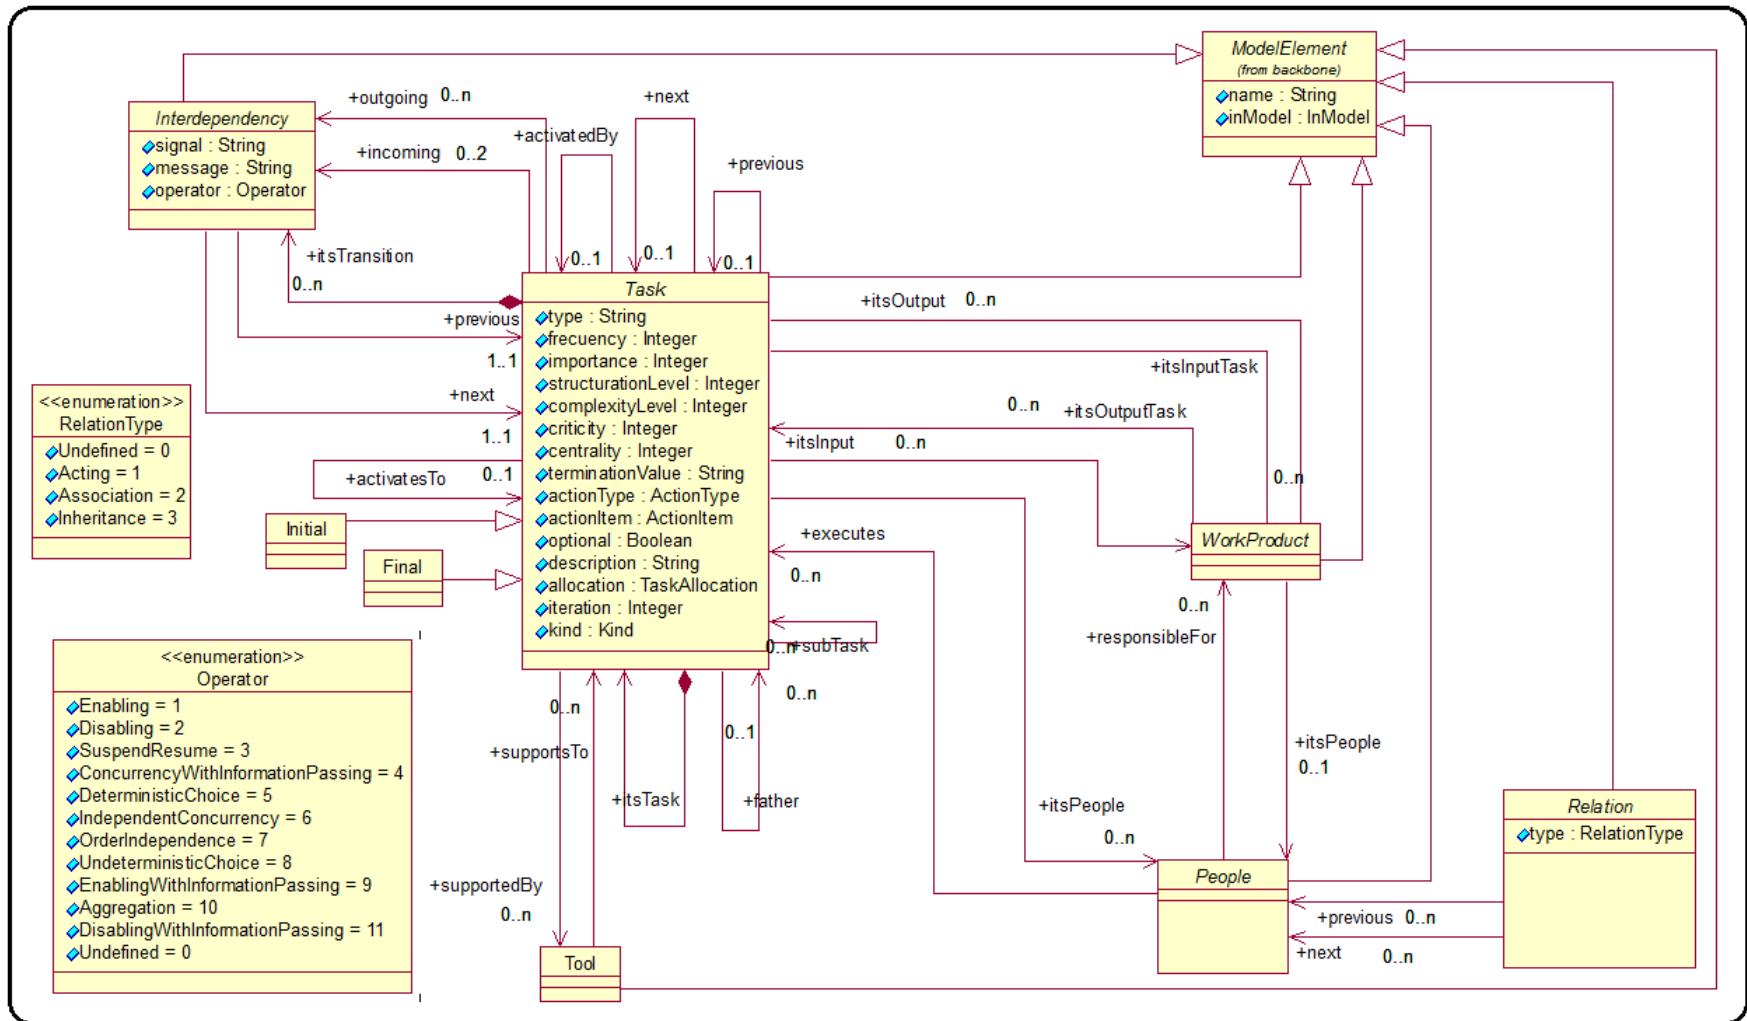 ModelElement
(from backbone)
name : String
inModel : InModel
Interdependency
signal : String
message : String
operator : Operator
+outgoing 0..n
+incoming 0..2
+activatedBy
0..1
+next
0..1
+previous
0..1
+itsTransition
0..n
+previous
1..1
+next
1..1
0..1
+activatesTo
Task
type : String
frecuency : Integer
importance : Integer
structurationLevel : Integer
complexityLevel : Integer
criticity : Integer
centrality : Integer
terminationValue : String
actionType : ActionType
actionItem : ActionItem
optional : Boolean
description : String
allocation : TaskAllocation
iteration : Integer
kind : Kind
+itsOutput 0..n
+itsInputTask
0..n
+itsOutputTask
+itsInput 0..n
0..n
+executes
0..n
0..n
+subTask
0..n
WorkProduct
0..n
+responsibleFor
+itsPeople
0..1
+itsPeople
0..n
<<enumeration>>
RelationType
Undefined = 0
Acting = 1
Association = 2
Inheritance = 3
Initial
Final
<<enumeration>>
Operator
Enabling = 1
Disabling = 2
SuspendResume = 3
ConcurrencyWithInformationPassing = 4
DeterministicChoice = 5
IndependentConcurrency = 6
OrderIndependence = 7
UndeterministicChoice = 8
EnablingWithInformationPassing = 9
Aggregation = 10
DisablingWithInformationPassing = 11
Undefined = 0
0..n
+supportsTo
+itsTask
0..1
+father
+supportedBy
0..n
Tool
People
Relation
type : RelationType
+previous 0..n
+next
0..n